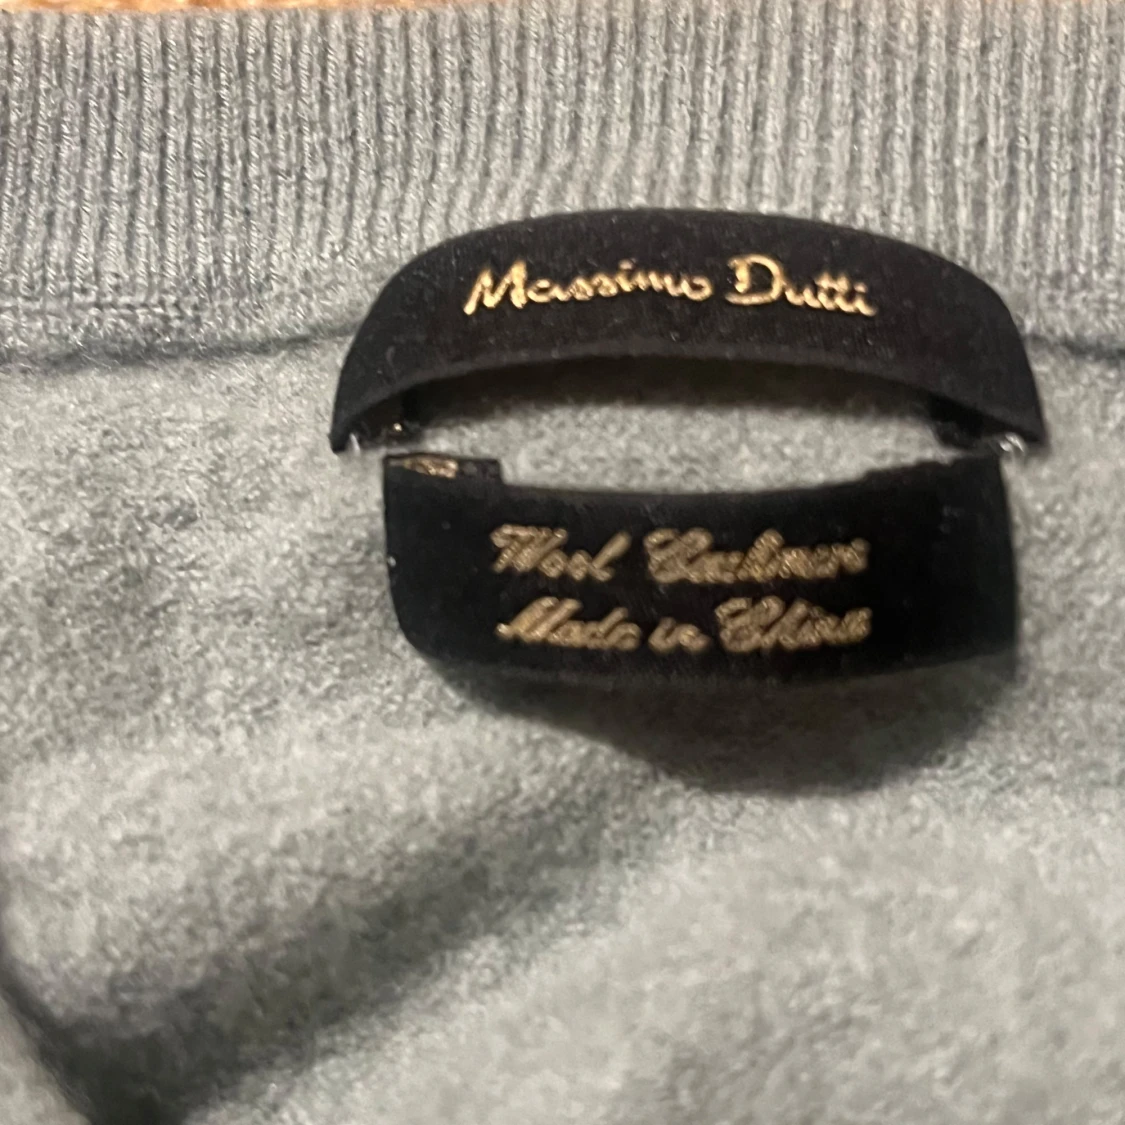 Massimo Dutti
Wool Cashmere
Made in China